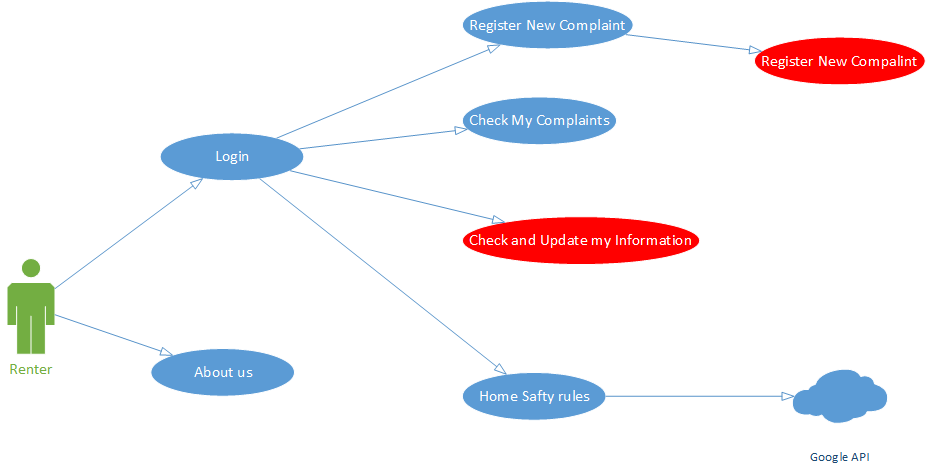 Register New Complaint
Register New Compalint
Check My Complaints
Login
Check and Update my Information
Renter
About us
Home Safty rules
Google API